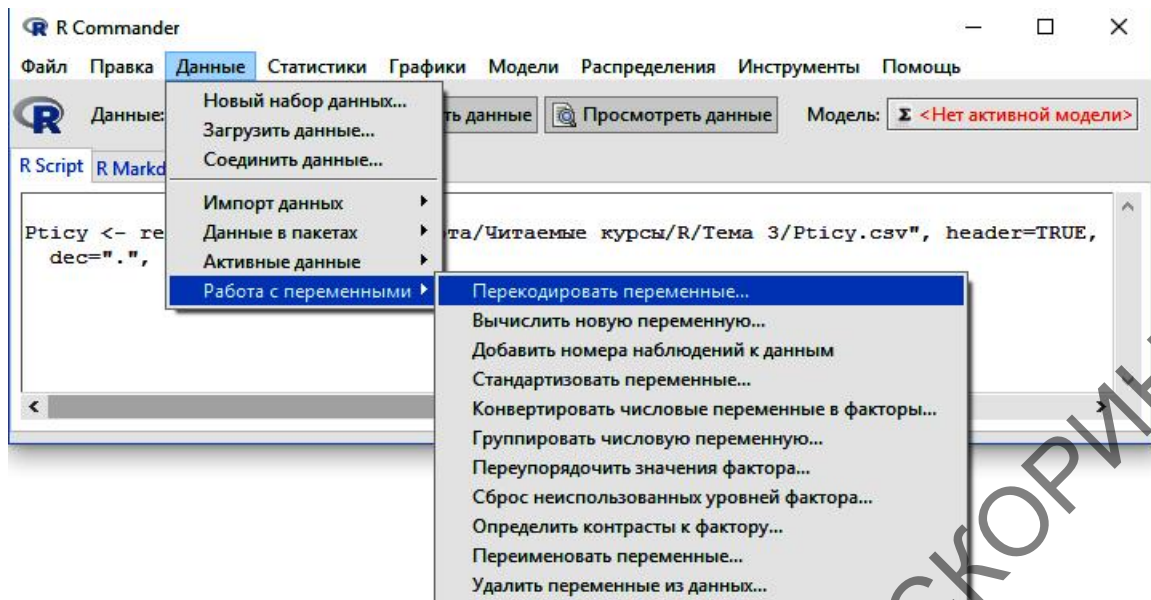 R Commander
Файл Правка Данные Статистики Графики Модели Распределения Инструменты Помощь
Данные: ть данные Просмотреть данные Модель: Σ <Нет активной модели>
R Script R Markd
Новый набор данных...
Загрузить данные...
Соединить данные...
Импорт данных
Данные в пакетах
Активные данные
Работа с переменными
Pticy <- re та/Читаемые курсы/R/Тема 3/Pticy.csv", header=TRUE,
dec=".",
Перекодировать переменные...
Вычислить новую переменную...
Добавить номера наблюдений к данным
Стандартизовать переменные...
Конвертировать числовые переменные в факторы...
Группировать числовую переменную...
Переупорядочить значения фактора...
Сброс неиспользованных уровней фактора...
Определить контрасты к фактору...
Переименовать переменные...
Удалить переменные из данных...
СКОРИН